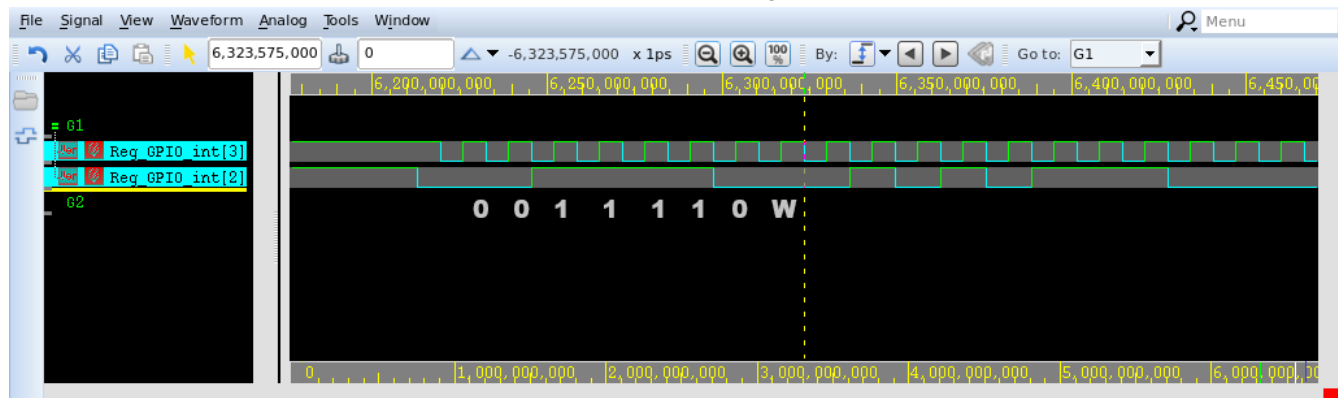 File Signal View Waveform Analog Tools Window Menu
6,323,575,000 0 -6,323,575,000 x 1ps 100 % By: Go to: G1
6,200,000,000 6,250,000,000 6,300,000,000 6,350,000,000 6,400,000,000 6,450,00
= G1
Reg_GPIO_int[3]
Reg_GPIO_int[2]
G2
0 0 1 1 1 1 0 W
0 1,000,000,000 2,000,000,000 3,000,000,000 4,000,000,000 5,000,000,000 6,000,000,00